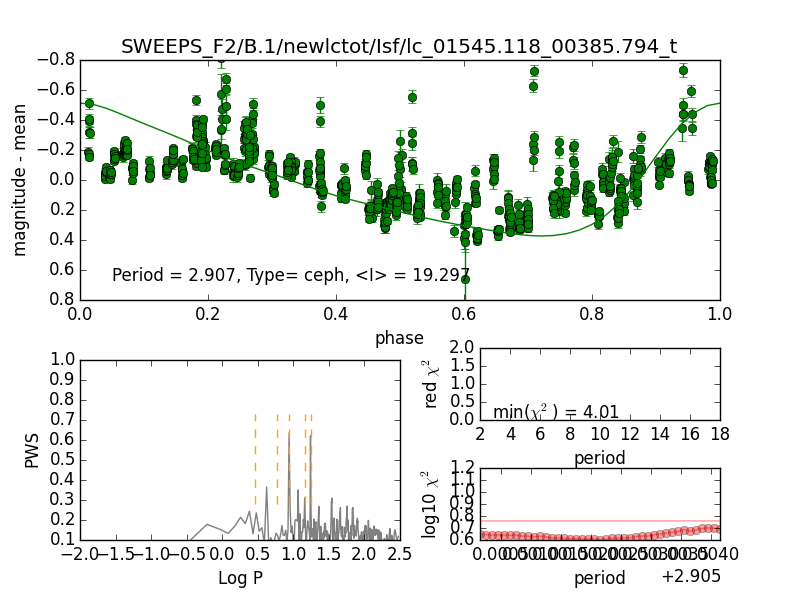 SWEEPS_F2/B.1/newlctot/Isf/lc_01545.118_00385.794_t
−0.8
−0.6
−0.4
−0.2
0.0
0.2
0.4
0.6
0.8
magnitude - mean
Period = 2.907, Type= ceph, <I> = 19.297
0.0 0.2 0.4 0.6 0.8 1.0
phase
1.0
0.9
0.8
0.7
0.6
0.5
0.4
0.3
0.2
0.1
PWS
−2.0 −1.5 −1.0 −0.5 0.0 0.5 1.0 1.5 2.0 2.5
Log P
2.0
1.5
1.0
0.5
0.0
red χ²
min(χ²) = 4.01
2 4 6 8 10 12 14 16 18
period
1.2
1.1
1.0
0.9
0.8
0.7
0.6
log10 χ²
period
+2.905